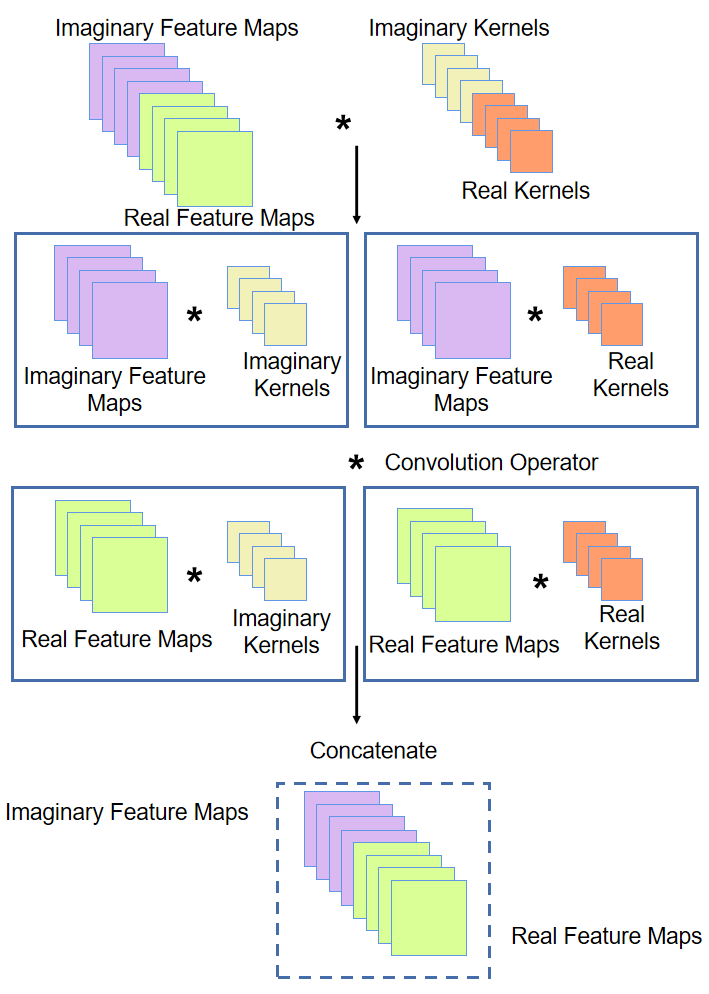 Imaginary Feature Maps
Imaginary Kernels
*
Real Kernels
Real Feature Maps
*
Imaginary Feature
Maps
Imaginary
Kernels
*
Imaginary Feature
Maps
Real
Kernels
* Convolution Operator
*
Real Feature Maps
Imaginary
Kernels
*
Real Feature Maps
Real
Kernels
Concatenate
Imaginary Feature Maps
Real Feature Maps